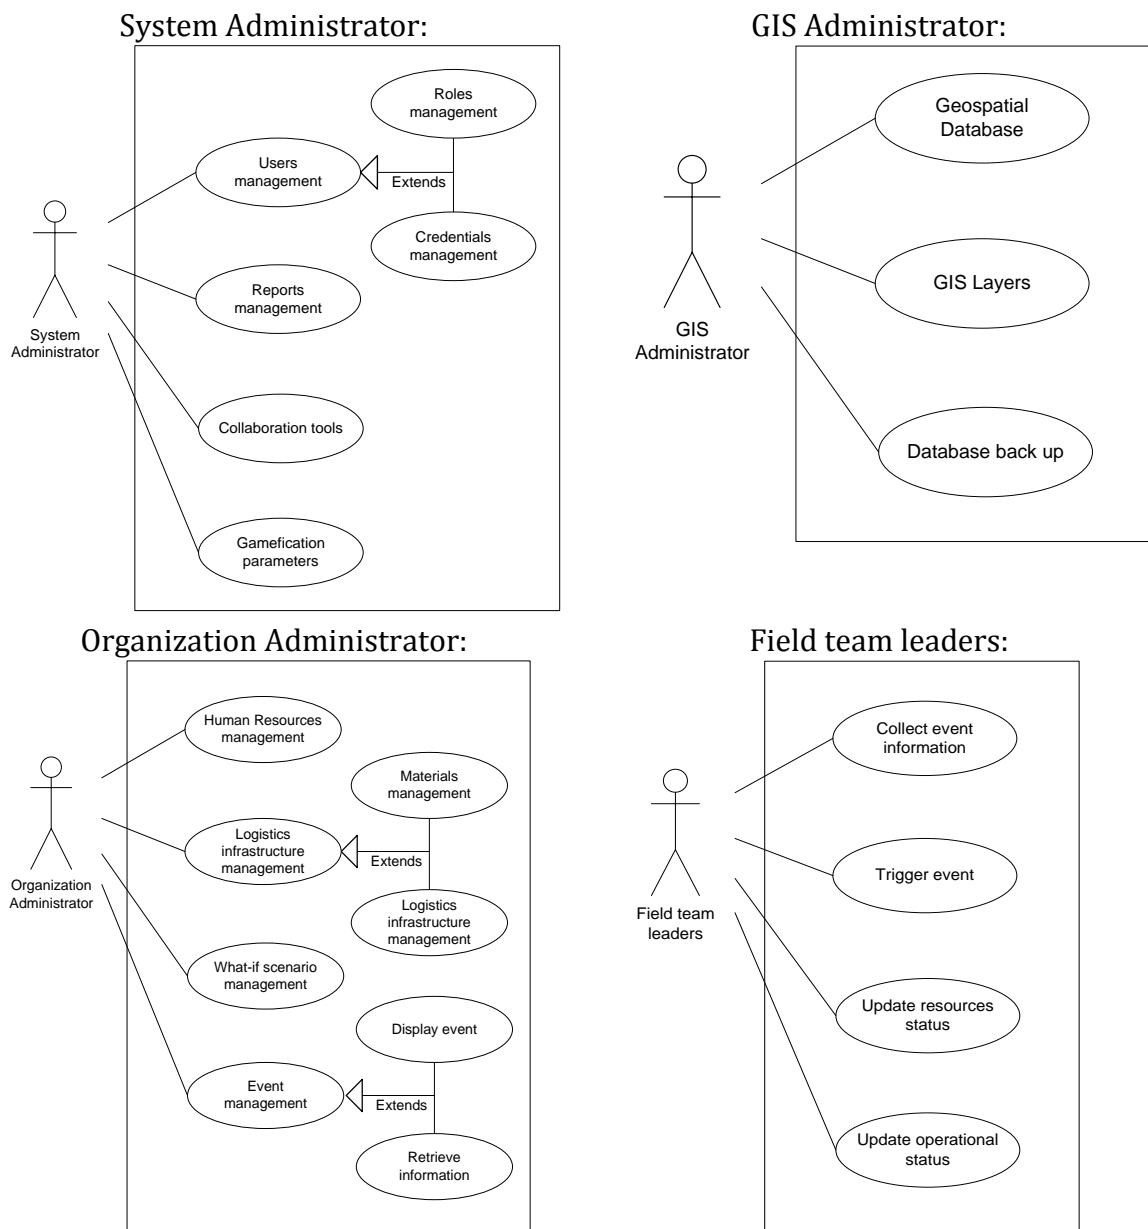 System Administrator:
Roles
management
Users
management
Extends
Credentials
management
Reports
management
System
Administrator
Collaboration tools
Gamefication
parameters
GIS Administrator:
Geospatial
Database
GIS Layers
GIS
Administrator
Database back up
Organization Administrator:
Human Resources
management
Materials
management
Logistics
infrastructure
management
Extends
Organization
Administrator
Logistics
infrastructure
management
What-if scenario
management
Display event
Event
management
Extends
Retrieve
information
Field team leaders:
Collect event
information
Trigger event
Field team
leaders
Update resources
status
Update operational
status